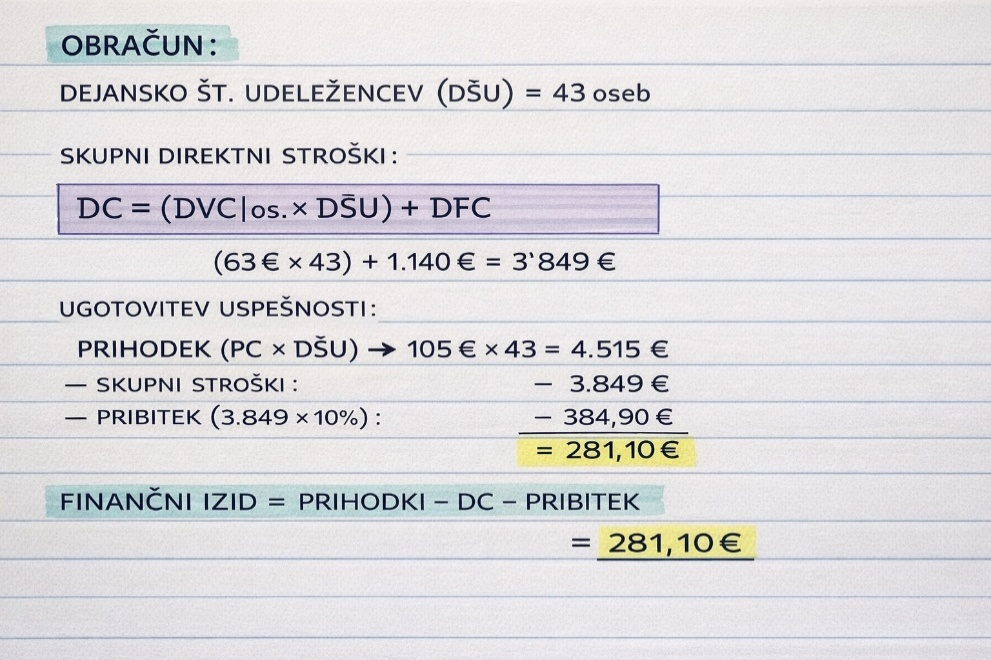 OBRAČUN:
DEJANSKO ŠT. UDELEŽENCEV (DŠU) = 43 oseb
SKUPNI DIREKTNI STROŠKI:
DC = (DVC|os. × DŠU) + DFC
(63 € × 43) + 1.140 € = 3'849 €
UGOTOVITEV USPEŠNOSTI:
PRIHODEK (PC × DŠU) → 105 € × 43 = 4.515 €
— SKUPNI STROŠKI: – 3.849 €
— PRIBITEK (3.849 × 10%): – 384,90 €
= 281,10 €
FINANČNI IZID = PRIHODKI – DC – PRIBITEK
= 281,10 €